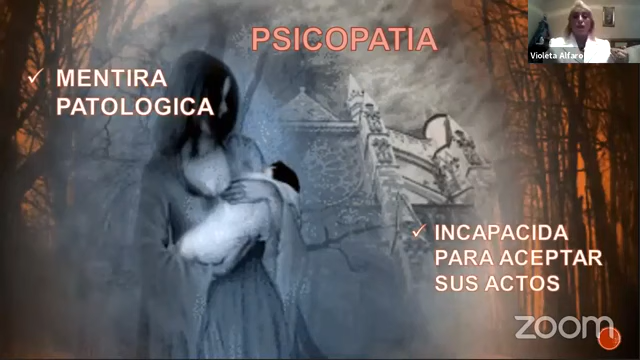 PSICOPATIA
✓ MENTIRA
PATOLOGICA
✓ INCAPACIDA
PARA ACEPTAR
SUS ACTOS
Violeta Alfaro
zoom